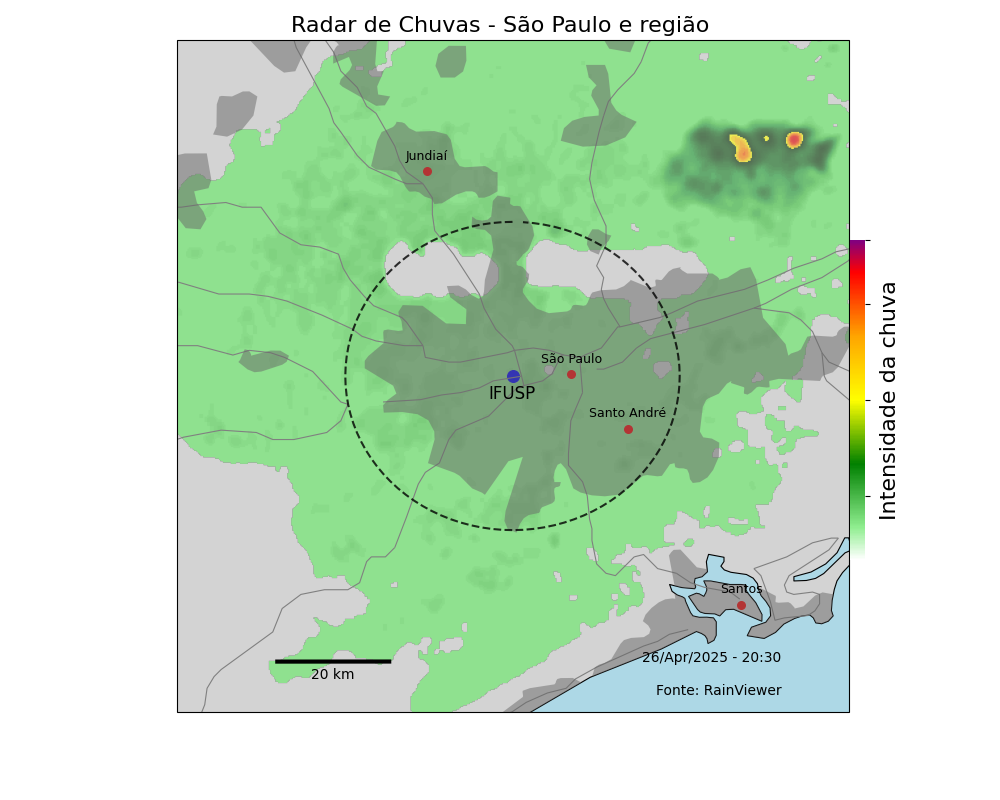 Radar de Chuvas - São Paulo e região
Jundiaí
São Paulo
IFUSP
Santo André
Intensidade da chuva
Santos
26/Apr/2025 - 20:30
20 km
Fonte: RainViewer